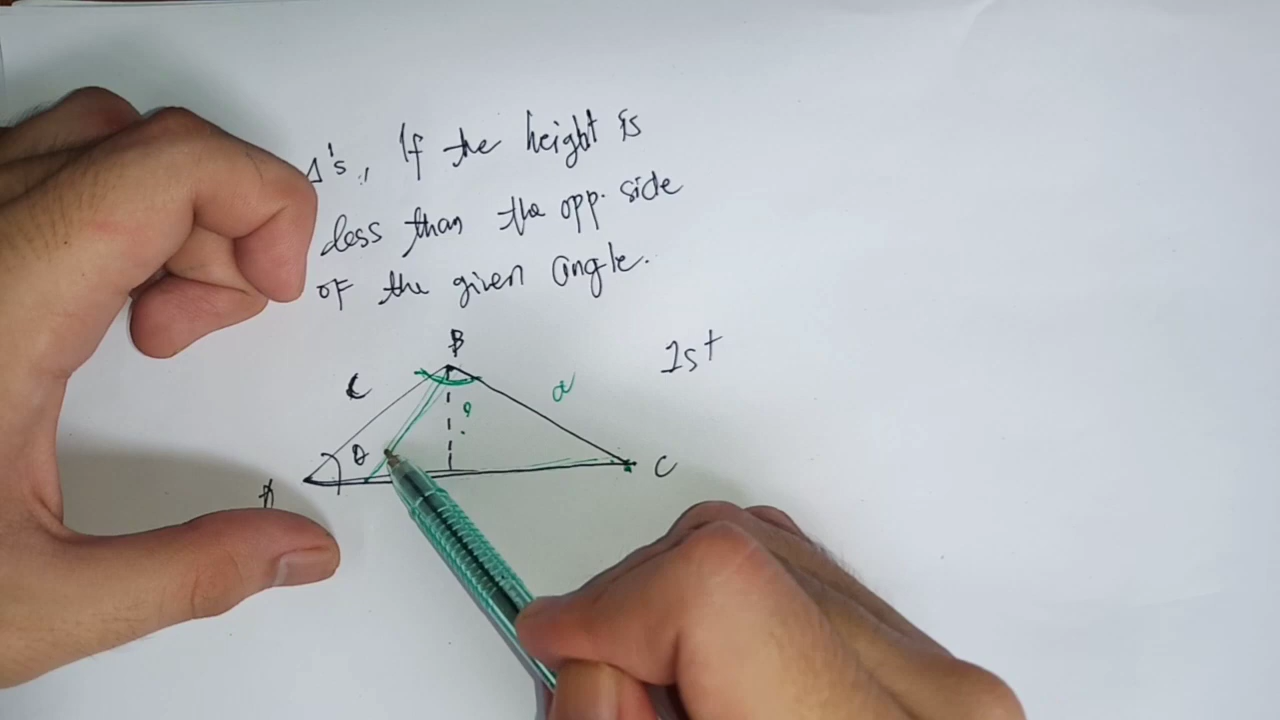 Δ's, If the height is
less than the opp. side
of the given angle.
B
1st
C
a
?
θ
C
A